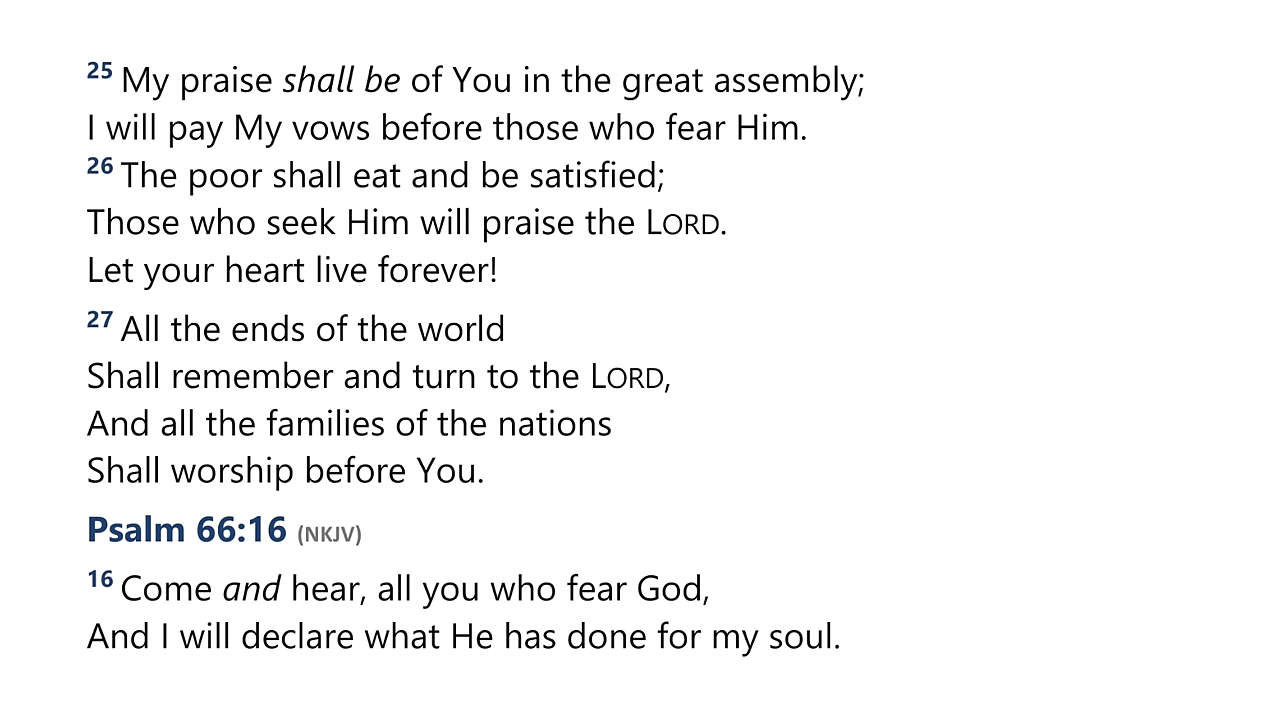 25 My praise shall be of You in the great assembly;
I will pay My vows before those who fear Him.
26 The poor shall eat and be satisfied;
Those who seek Him will praise the LORD.
Let your heart live forever!
27 All the ends of the world
Shall remember and turn to the LORD,
And all the families of the nations
Shall worship before You.
Psalm 66:16 (NKJV)
16 Come and hear, all you who fear God,
And I will declare what He has done for my soul.